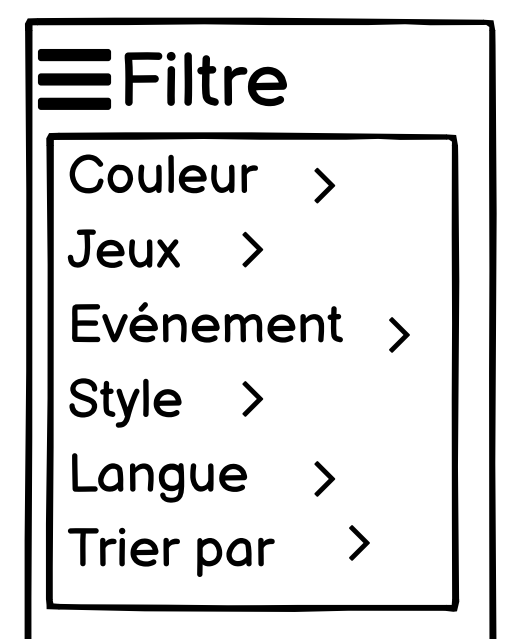 Filtre
Couleur
Jeux
Evénement
Style
Langue
Trier par